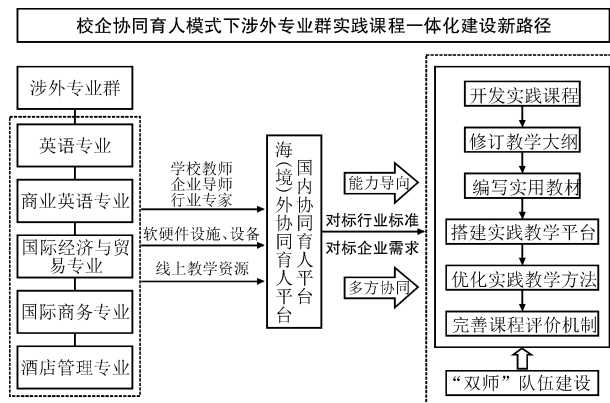 校企协同育人模式下涉外专业群实践课程一体化建设新路径
涉外专业群
英语专业
商业英语专业
国际经济与贸
易专业
国际商务专业
酒店管理专业
学校教师
企业导师
行业专家
软硬件设施、设备
线上教学资源
国内协同育人平台
海(境)外协同育人平台
能力导向
对标行业标准
对标企业需求
多方协同
开发实践课程
修订教学大纲
编写实用教材
搭建实践教学平台
优化实践教学方法
完善课程评价机制
“双师”队伍建设